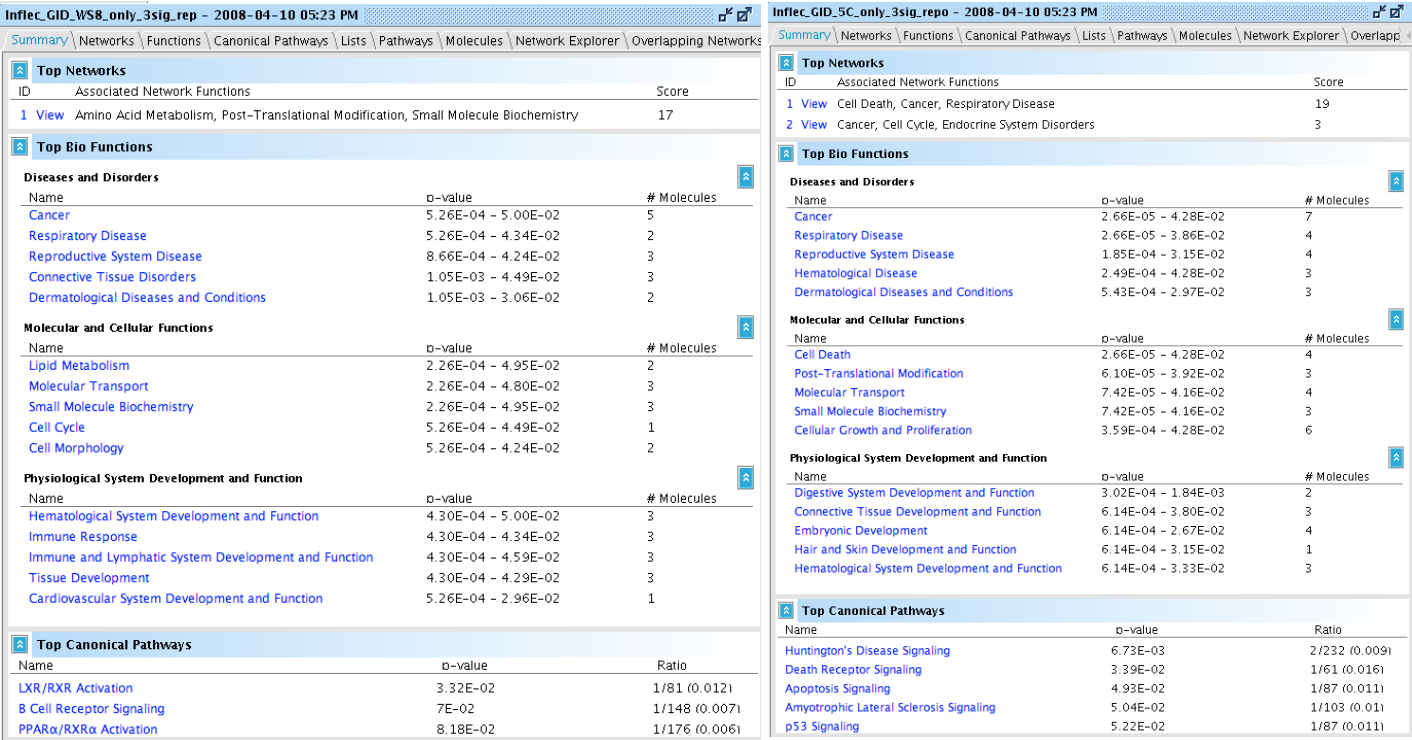 Inflec_GID_WS8_only_3sig_rep - 2008-04-10 05:23 PM
Summary Networks Functions Canonical Pathways Lists Pathways Molecules Network Explorer Overlapping Networks
Top Networks
ID Associated Network Functions Score
1 View Amino Acid Metabolism, Post-Translational Modification, Small Molecule Biochemistry 17
Top Bio Functions
Diseases and Disorders
Name p-value # Molecules
Cancer 5.26E-04 - 5.00E-02 5
Respiratory Disease 5.26E-04 - 4.34E-02 2
Reproductive System Disease 8.66E-04 - 4.24E-02 3
Connective Tissue Disorders 1.05E-03 - 4.49E-02 3
Dermatological Diseases and Conditions 1.05E-03 - 3.06E-02 2
Molecular and Cellular Functions
Name p-value # Molecules
Lipid Metabolism 2.26E-04 - 4.95E-02 2
Molecular Transport 2.26E-04 - 4.80E-02 3
Small Molecule Biochemistry 2.26E-04 - 4.95E-02 3
Cell Cycle 5.26E-04 - 4.49E-02 1
Cell Morphology 5.26E-04 - 4.24E-02 2
Physiological System Development and Function
Name p-value # Molecules
Hematological System Development and Function 4.30E-04 - 5.00E-02 3
Immune Response 4.30E-04 - 4.34E-02 3
Immune and Lymphatic System Development and Function 4.30E-04 - 4.59E-02 3
Tissue Development 4.30E-04 - 4.29E-02 3
Cardiovascular System Development and Function 5.26E-04 - 2.96E-02 1
Top Canonical Pathways
Name p-value Ratio
LXR/RXR Activation 3.32E-02 1/81 (0.012)
B Cell Receptor Signaling 7E-02 1/148 (0.007)
PPARα/RXRα Activation 8.18E-02 1/176 (0.006)
Inflec_GID_5C_only_3sig_repo - 2008-04-10 05:23 PM
Summary Networks Functions Canonical Pathways Lists Pathways Molecules Network Explorer Overlapp
Top Networks
ID Associated Network Functions Score
1 View Cell Death, Cancer, Respiratory Disease 19
2 View Cancer, Cell Cycle, Endocrine System Disorders 3
Top Bio Functions
Diseases and Disorders
Name p-value # Molecules
Cancer 2.66E-05 - 4.28E-02 7
Respiratory Disease 2.66E-05 - 3.86E-02 4
Reproductive System Disease 1.85E-04 - 3.15E-02 4
Hematological Disease 2.49E-04 - 4.28E-02 3
Dermatological Diseases and Conditions 5.43E-04 - 2.97E-02 3
Molecular and Cellular Functions
Name p-value # Molecules
Cell Death 2.66E-05 - 4.28E-02 4
Post-Translational Modification 6.10E-05 - 3.92E-02 3
Molecular Transport 7.42E-05 - 4.16E-02 4
Small Molecule Biochemistry 7.42E-05 - 4.16E-02 3
Cellular Growth and Proliferation 3.59E-04 - 4.28E-02 6
Physiological System Development and Function
Name p-value # Molecules
Digestive System Development and Function 3.02E-04 - 1.84E-03 2
Connective Tissue Development and Function 6.14E-04 - 3.80E-02 3
Embryonic Development 6.14E-04 - 2.67E-02 4
Hair and Skin Development and Function 6.14E-04 - 3.15E-02 1
Hematological System Development and Function 6.14E-04 - 3.33E-02 3
Top Canonical Pathways
Name p-value Ratio
Huntington's Disease Signaling 6.73E-03 2/232 (0.009)
Death Receptor Signaling 3.39E-02 1/61 (0.016)
Apoptosis Signaling 4.93E-02 1/87 (0.011)
Amyotrophic Lateral Sclerosis Signaling 5.04E-02 1/103 (0.01)
p53 Signaling 5.22E-02 1/87 (0.011)